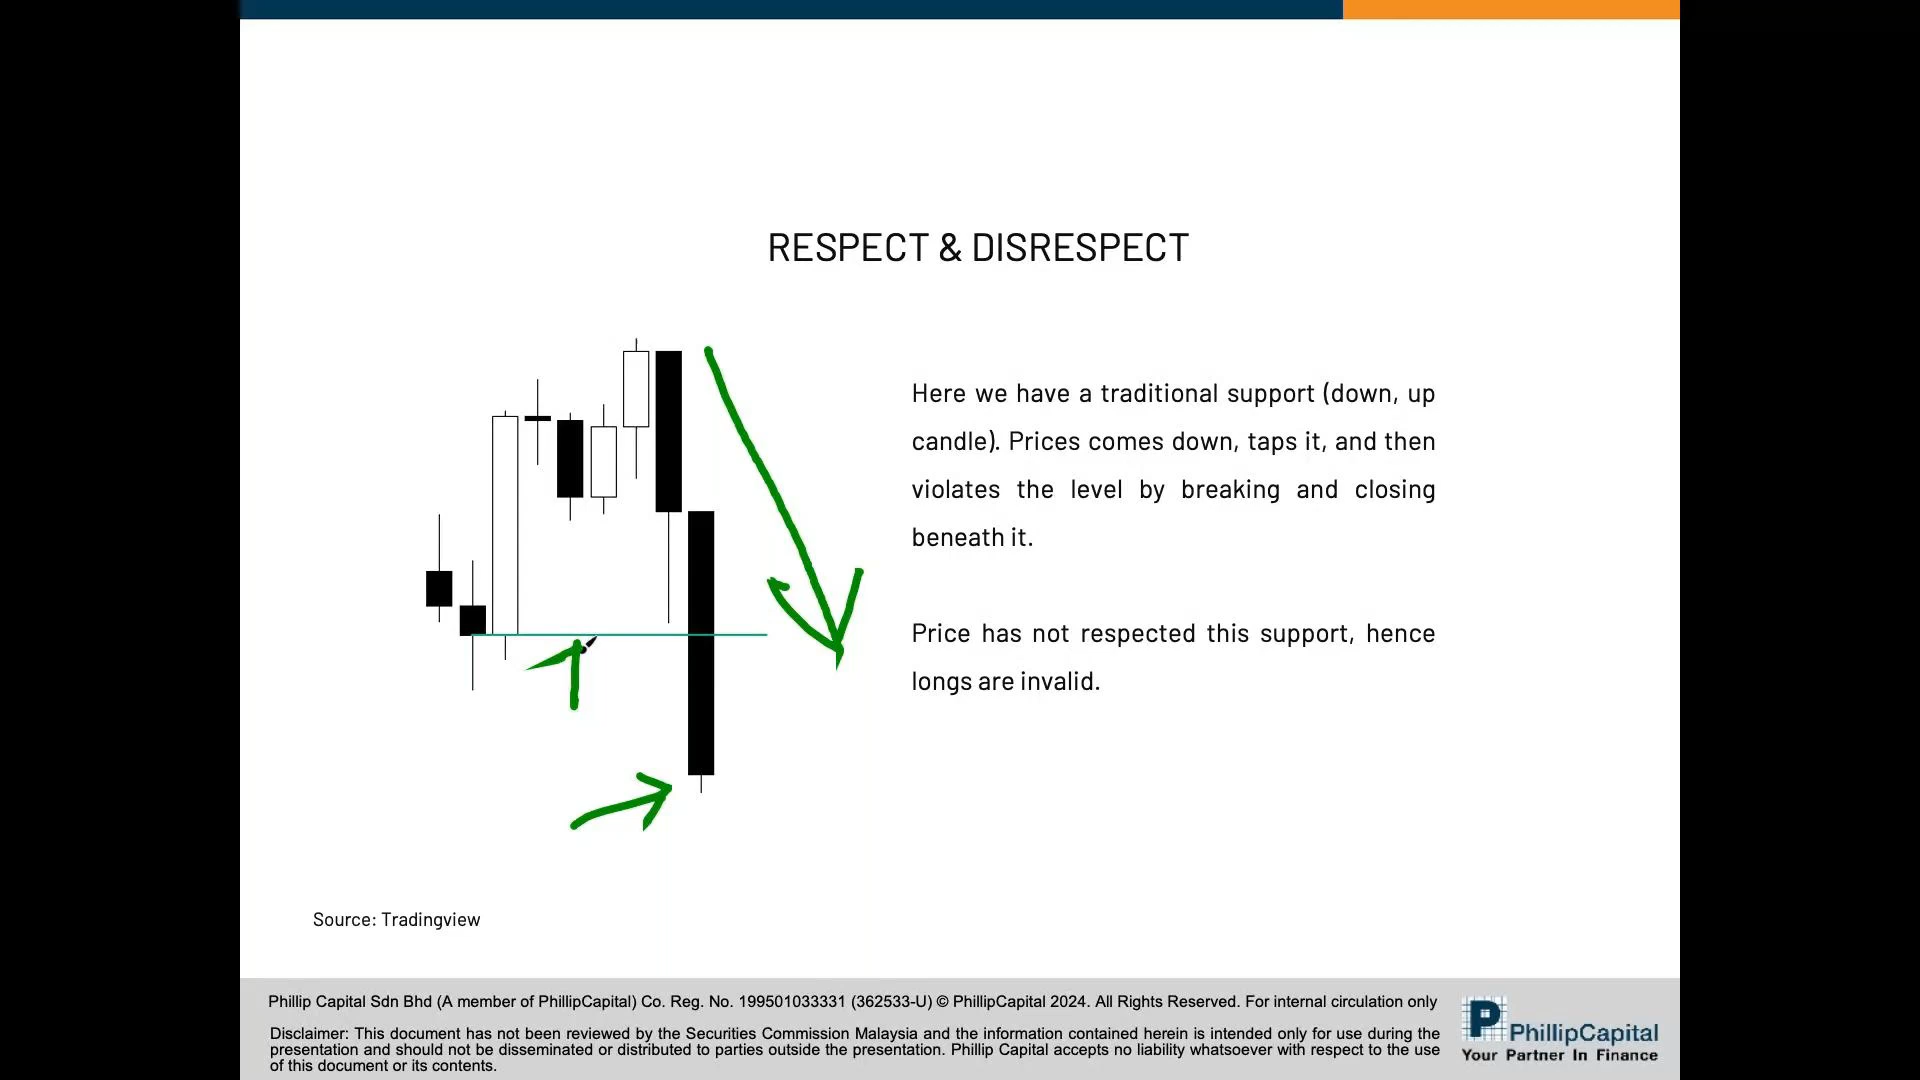 RESPECT & DISRESPECT
Here we have a traditional support (down, up
candle). Prices comes down, taps it, and then
violates the level by breaking and closing
beneath it.
Price has not respected this support, hence
longs are invalid.
Source: Tradingview
Phillip Capital Sdn Bhd (A member of PhillipCapital) Co. Reg. No. 199501033331 (362533-U) © PhillipCapital 2024. All Rights Reserved. For internal circulation only
Disclaimer: This document has not been reviewed by the Securities Commission Malaysia and the information contained herein is intended only for use during the
presentation and should not be disseminated or distributed to parties outside the presentation. Phillip Capital accepts no liability whatsoever with respect to the use
of this document or its contents.
P PhillipCapital
Your Partner In Finance